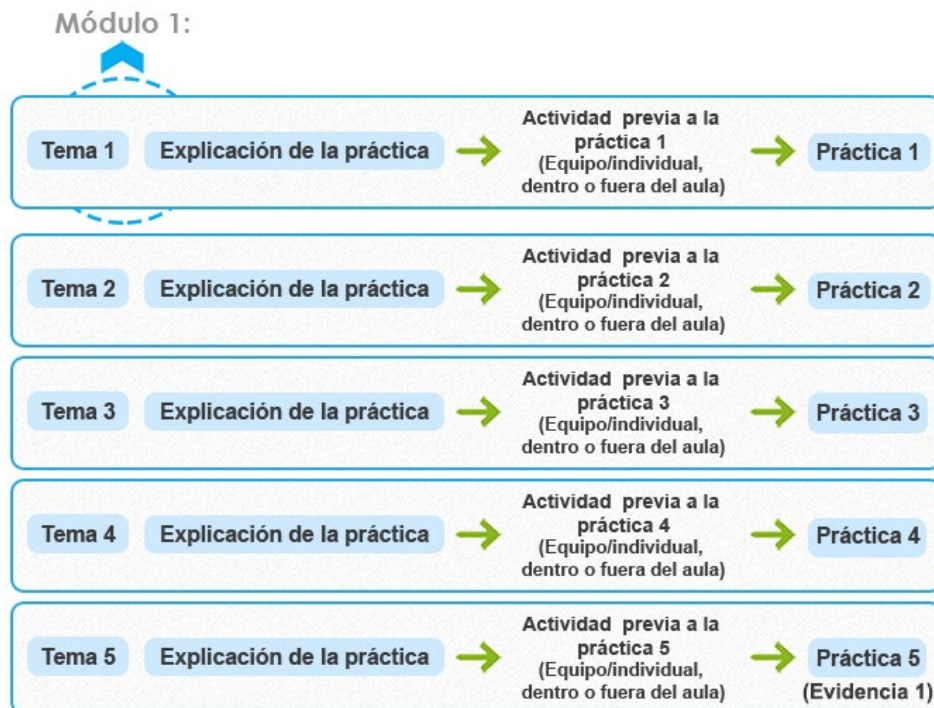 Módulo 1:
Tema 1 Explicación de la práctica Actividad previa a la
práctica 1
(Equipo/individual,
dentro o fuera del aula) Práctica 1
Tema 2 Explicación de la práctica Actividad previa a la
práctica 2
(Equipo/individual,
dentro o fuera del aula) Práctica 2
Tema 3 Explicación de la práctica Actividad previa a la
práctica 3
(Equipo/individual,
dentro o fuera del aula) Práctica 3
Tema 4 Explicación de la práctica Actividad previa a la
práctica 4
(Equipo/individual,
dentro o fuera del aula) Práctica 4
Tema 5 Explicación de la práctica Actividad previa a la
práctica 5
(Equipo/individual,
dentro o fuera del aula) Práctica 5
(Evidencia 1)